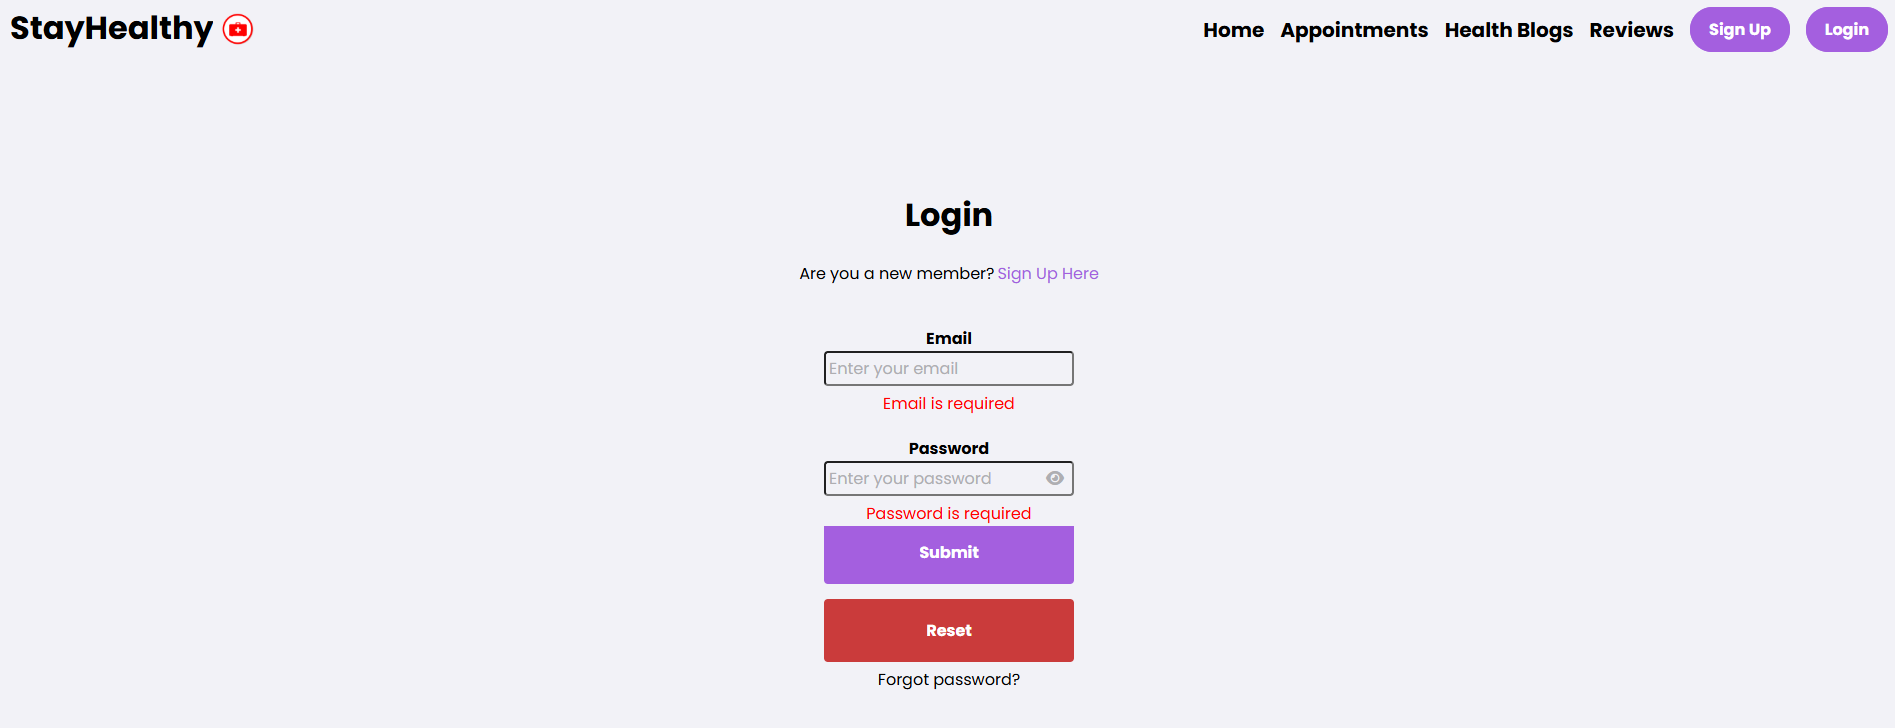 StayHealthy
Home Appointments Health Blogs Reviews Sign Up Login
Login
Are you a new member? Sign Up Here
Email
Enter your email
Email is required
Password
Enter your password
Password is required
Submit
Reset
Forgot password?